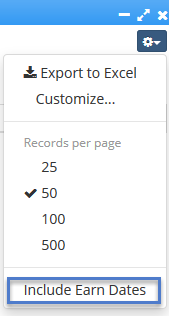 Export to Excel
Customize...
Records per page
25
50
100
500
Include Earn Dates